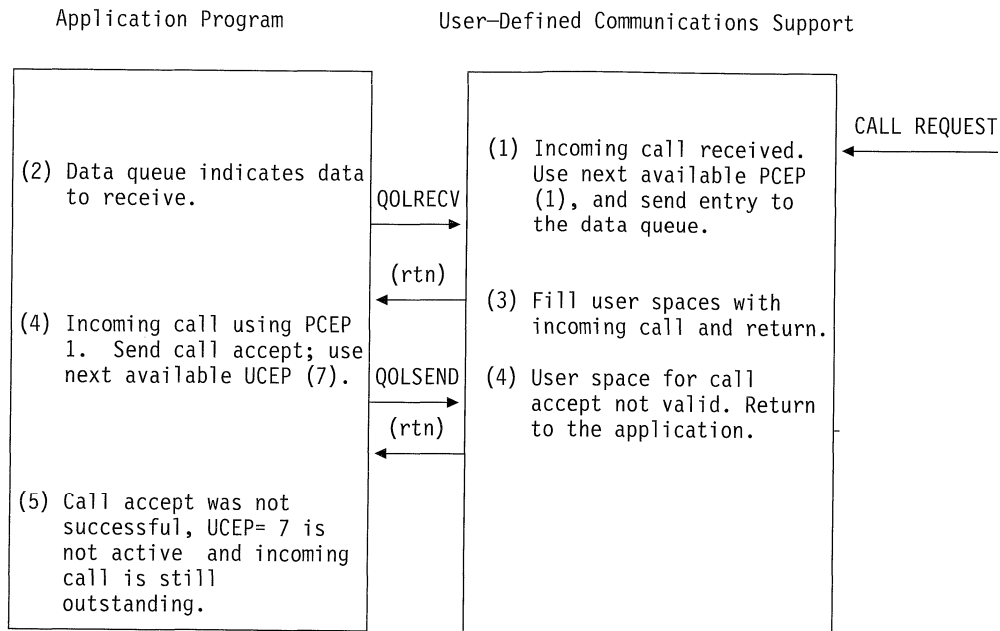 Application Program
User—Defined Communications Support
CALL REQUEST
(1) Incoming call received.
Use next available PCEP
(1), and send entry to
the data queue.
(2) Data queue indicates data
to receive.
QOLRECV
(rtn)
(3) Fill user spaces with
incoming call and return.
(4) Incoming call using PCEP
1. Send call accept; use
next available UCEP (7).
QOLSEND
(4) User space for call
accept not valid. Return
to the application.
(rtn)
(5) Call accept was not
successful, UCEP= 7 is
not active and incoming
call is still
outstanding.